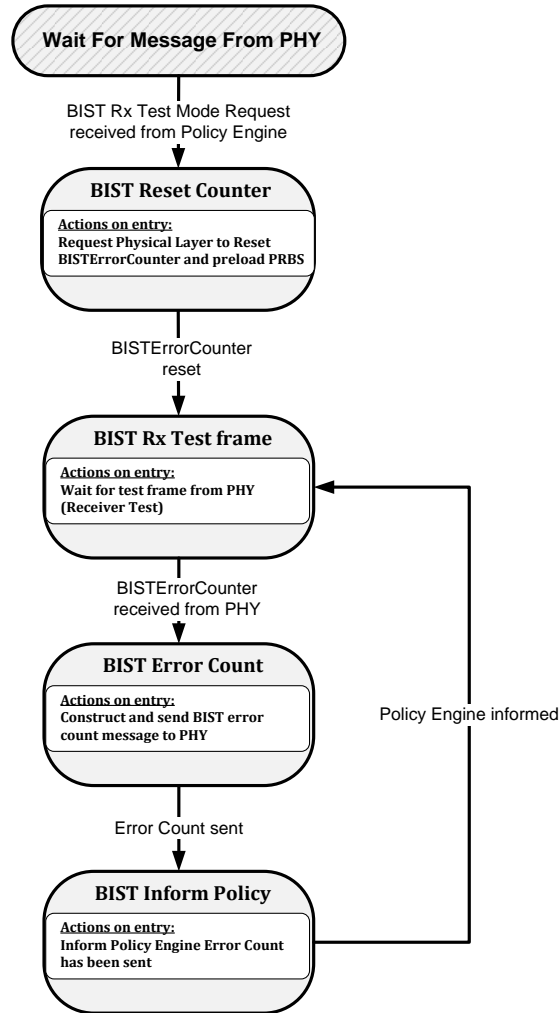 Wait For Message From PHY
BIST Rx Test Mode Request
received from Policy Engine
BIST Reset Counter
Actions on entry:
Request Physical Layer to Reset
BISTErrorCounter and preload PRBS
BISTErrorCounter
reset
BIST Rx Test frame
Actions on entry:
Wait for test frame from PHY
(Receiver Test)
BISTErrorCounter
received from PHY
BIST Error Count
Actions on entry:
Construct and send BIST error
count message to PHY
Policy Engine informed
Error Count sent
BIST Inform Policy
Actions on entry:
Inform Policy Engine Error Count
has been sent